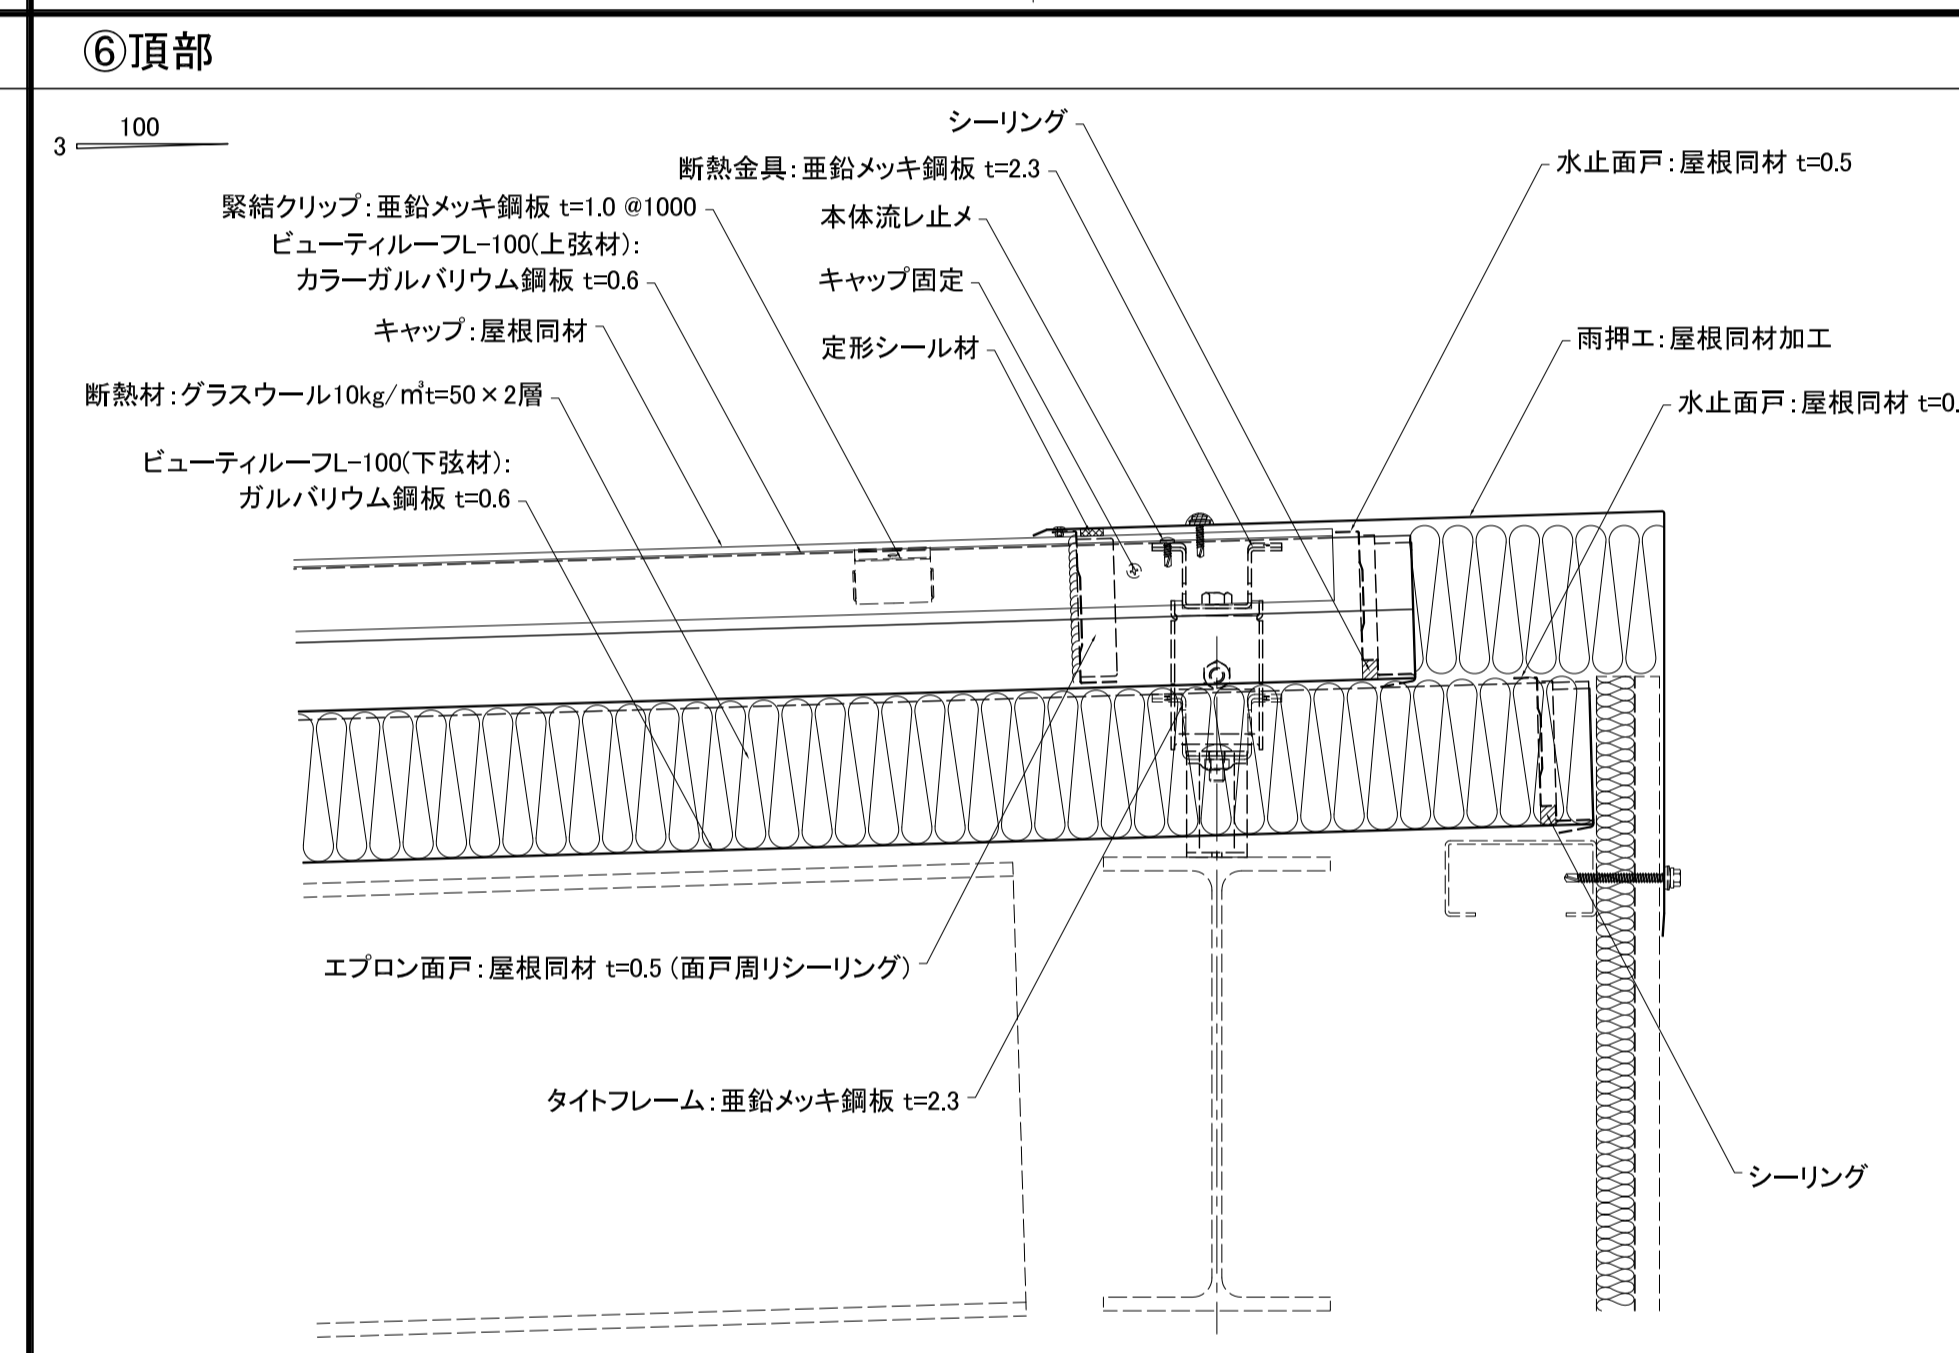 ⑥頂部
100
3
シーリング
断熱金具:亜鉛メッキ鋼板 t=2.3
水止面戸:屋根同材 t=0.5
緊結クリップ:亜鉛メッキ鋼板 t=1.0 @1000
本体流レ止メ
ビューティルーフL-100(上弦材):
カラーガルバリウム鋼板 t=0.6
キャップ固定
キャップ:屋根同材
定形シール材
雨押エ:屋根同材加工
断熱材:グラスウール10kg/㎥t=50×2層
水止面戸:屋根同材 t=0.
ビューティルーフL-100(下弦材):
ガルバリウム鋼板 t=0.6
エプロン面戸:屋根同材 t=0.5 (面戸周リシーリング)
タイトフレーム:亜鉛メッキ鋼板 t=2.3
シーリング